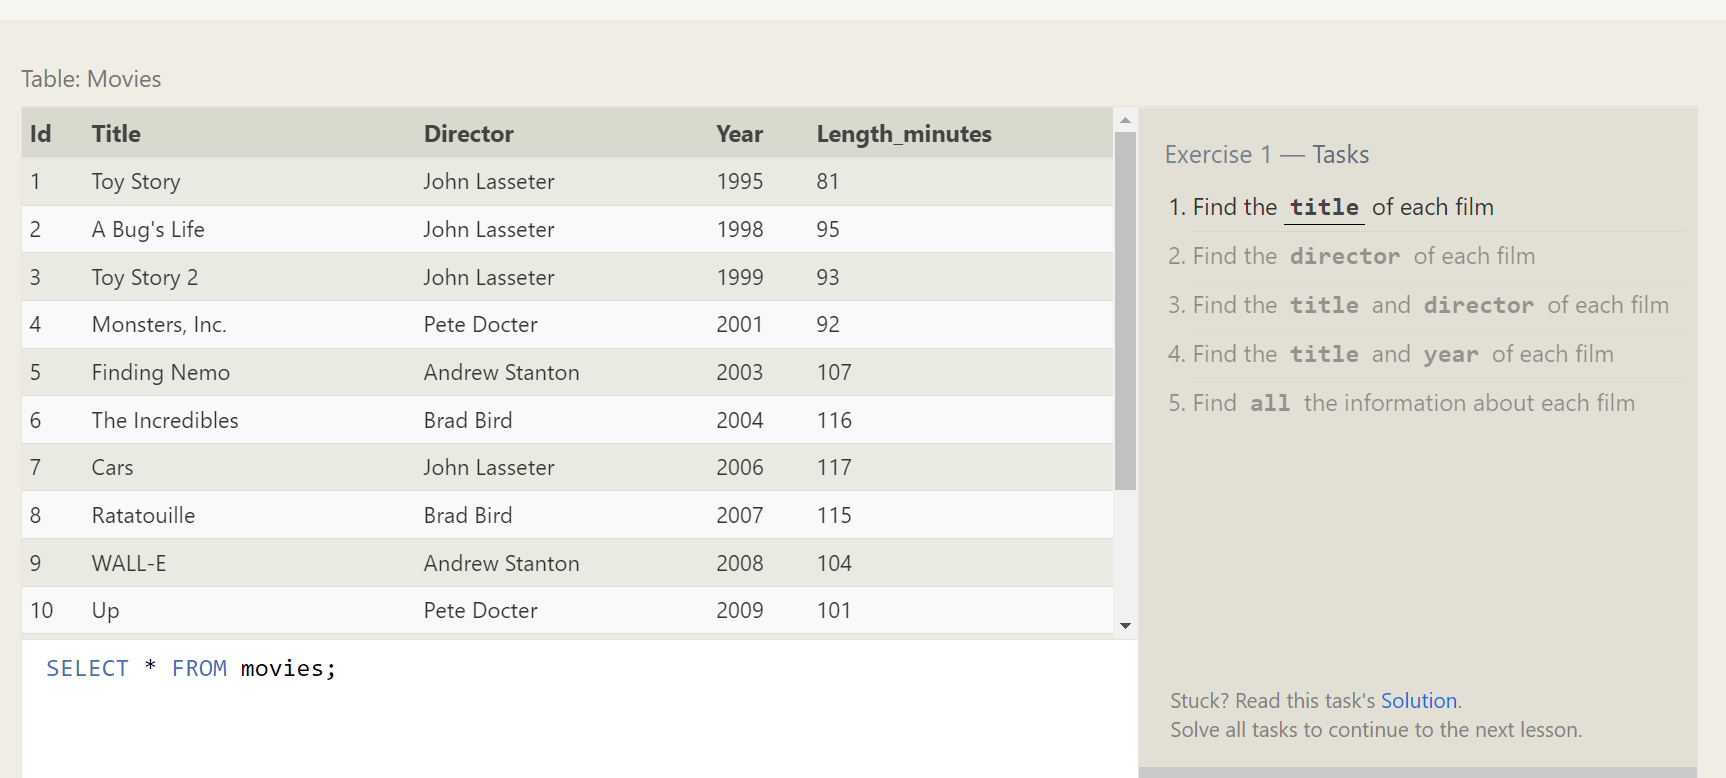 Table: Movies
Id Title Director Year Length_minutes
1 Toy Story John Lasseter 1995 81
2 A Bug's Life John Lasseter 1998 95
3 Toy Story 2 John Lasseter 1999 93
4 Monsters, Inc. Pete Docter 2001 92
5 Finding Nemo Andrew Stanton 2003 107
6 The Incredibles Brad Bird 2004 116
7 Cars John Lasseter 2006 117
8 Ratatouille Brad Bird 2007 115
9 WALL-E Andrew Stanton 2008 104
10 Up Pete Docter 2009 101
SELECT * FROM movies;
Exercise 1 — Tasks
1. Find the title of each film
2. Find the director of each film
3. Find the title and director of each film
4. Find the title and year of each film
5. Find all the information about each film
Stuck? Read this task's Solution.
Solve all tasks to continue to the next lesson.